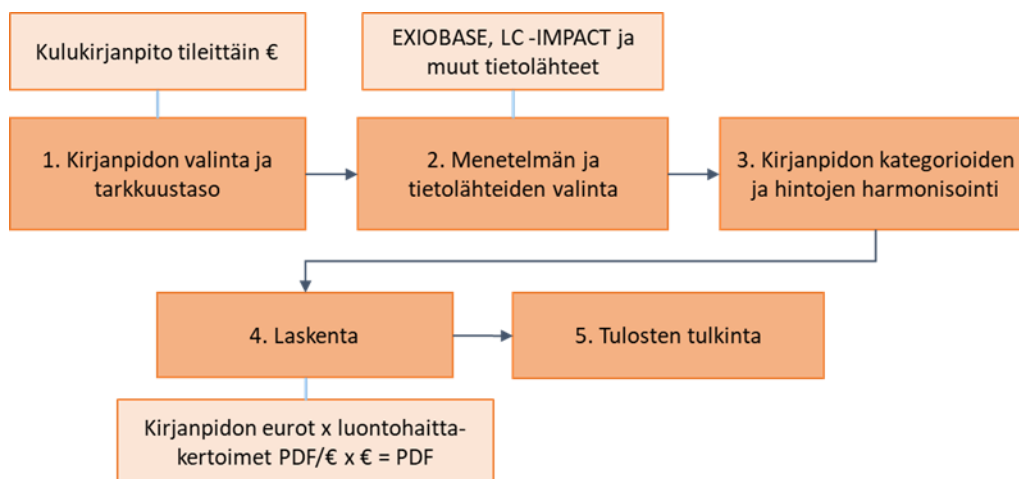 Kulukirjanpito tileittäin €
EXIOBASE, LC -IMPACT ja
muut tietolähteet
1. Kirjanpidon valinta ja
tarkkuustaso
2. Menetelmän ja
tietolähteiden valinta
3. Kirjanpidon kategorioiden
ja hintojen harmonisointi
4. Laskenta
5. Tulosten tulkinta
Kirjanpidon eurot x luontohaitta-
kertoimet PDF/€ x € = PDF